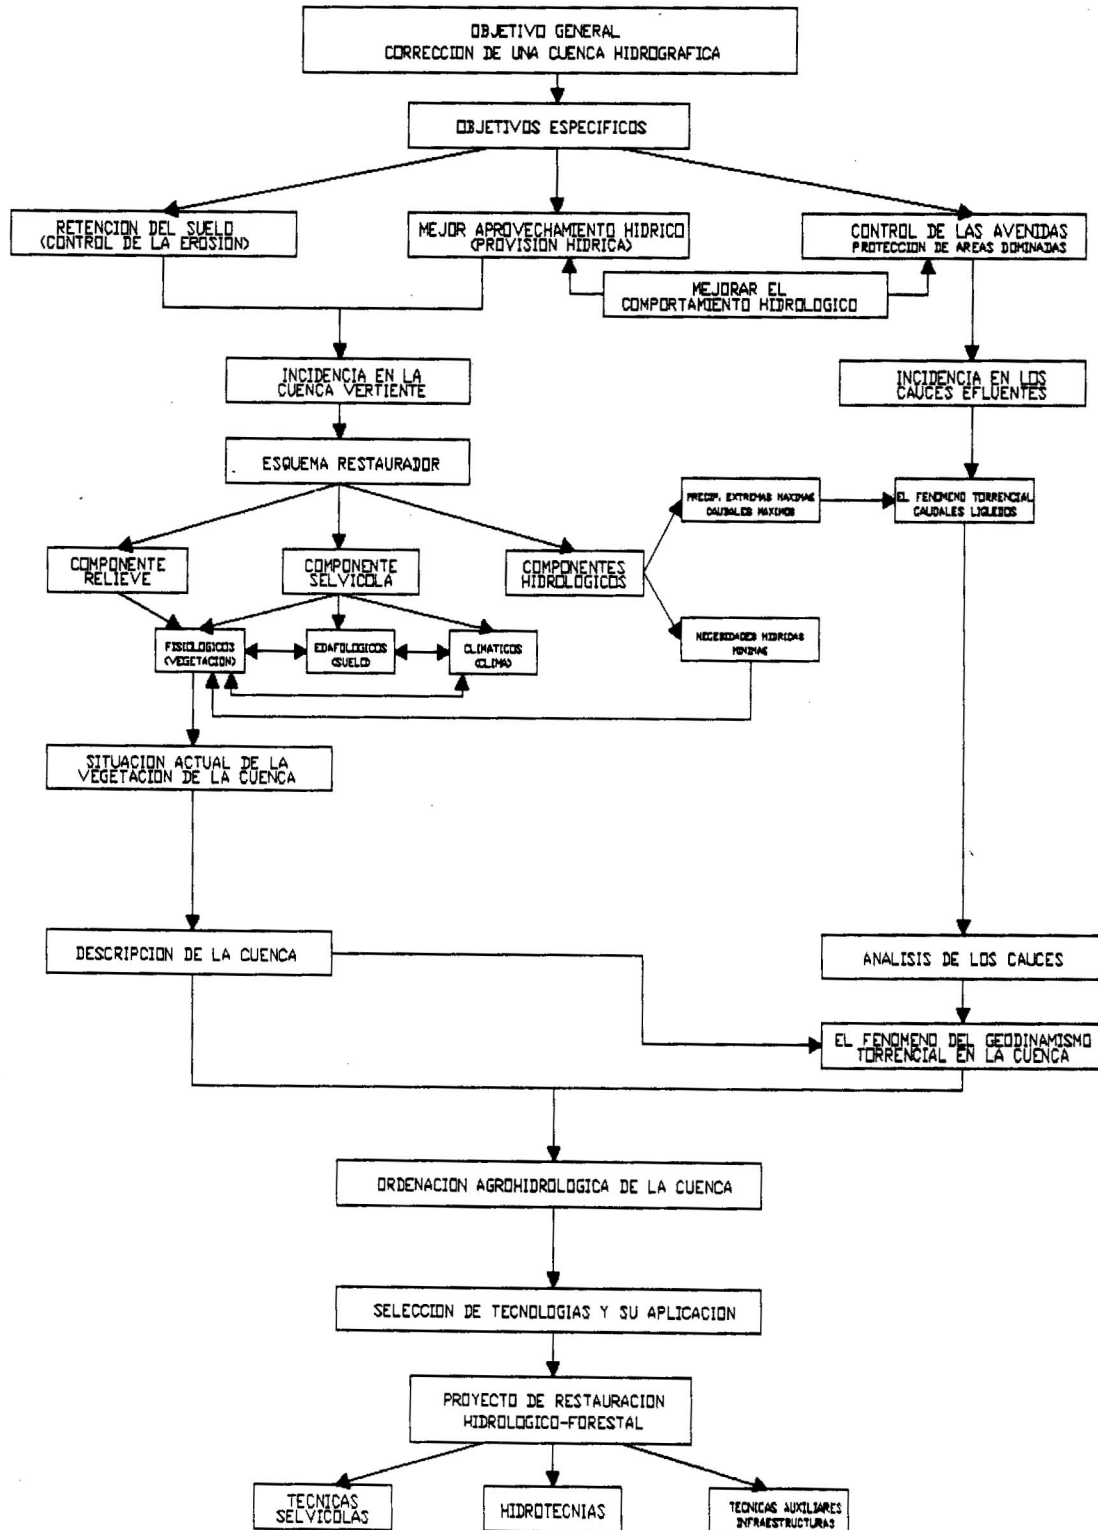 OBJETIVO GENERAL
CORRECCION DE UNA CUENCA HIDROGRAFICA
OBJETIVOS ESPECIFICOS
RETENCION DEL SUELO
(CONTROL DE LA EROSION)
MEJOR APROVECHAMIENTO HIDRICO
(PROVISION HIDRICA)
CONTROL DE LAS AVENIDAS
PROTECCION DE AREAS DOMINADAS
MEJORAR EL
COMPORTAMIENTO HIDROLOGICO
INCIDENCIA EN LA
CUENCA VERTIENTE
INCIDENCIA EN LOS
CAUCES EFLUENTES
ESQUEMA RESTAURADOR
PRECIP. EXTREMAS MAXIMAS
CAUDALES MAXIMOS
EL FENOMENO TORRENCIAL
CAUDALES LIQUIDOS
COMPONENTE
RELIEVE
COMPONENTE
SELVICOLA
COMPONENTES
HIDROLOGICOS
FISIOLOGICOS
(VEGETACION)
EDAFOLOGICOS
(SUELO)
CLIMATICOS
(CLIMA)
NECESIDADES HIDRICAS
MINIMAS
SITUACION ACTUAL DE LA
VEGETACION DE LA CUENCA
DESCRIPCION DE LA CUENCA
ANALISIS DE LOS CAUCES
EL FENOMENO DEL GEODINAMISMO
TORRENCIAL EN LA CUENCA
ORDENACION AGROHIDROLOGICA DE LA CUENCA
SELECCION DE TECNOLOGIAS Y SU APLICACION
PROYECTO DE RESTAURACION
HIDROLOGICO-FORESTAL
TECNICAS
SELVICOLAS
HIDROTECNIAS
TECNICAS AUXILIARES
INFRAESTRUCTURAS